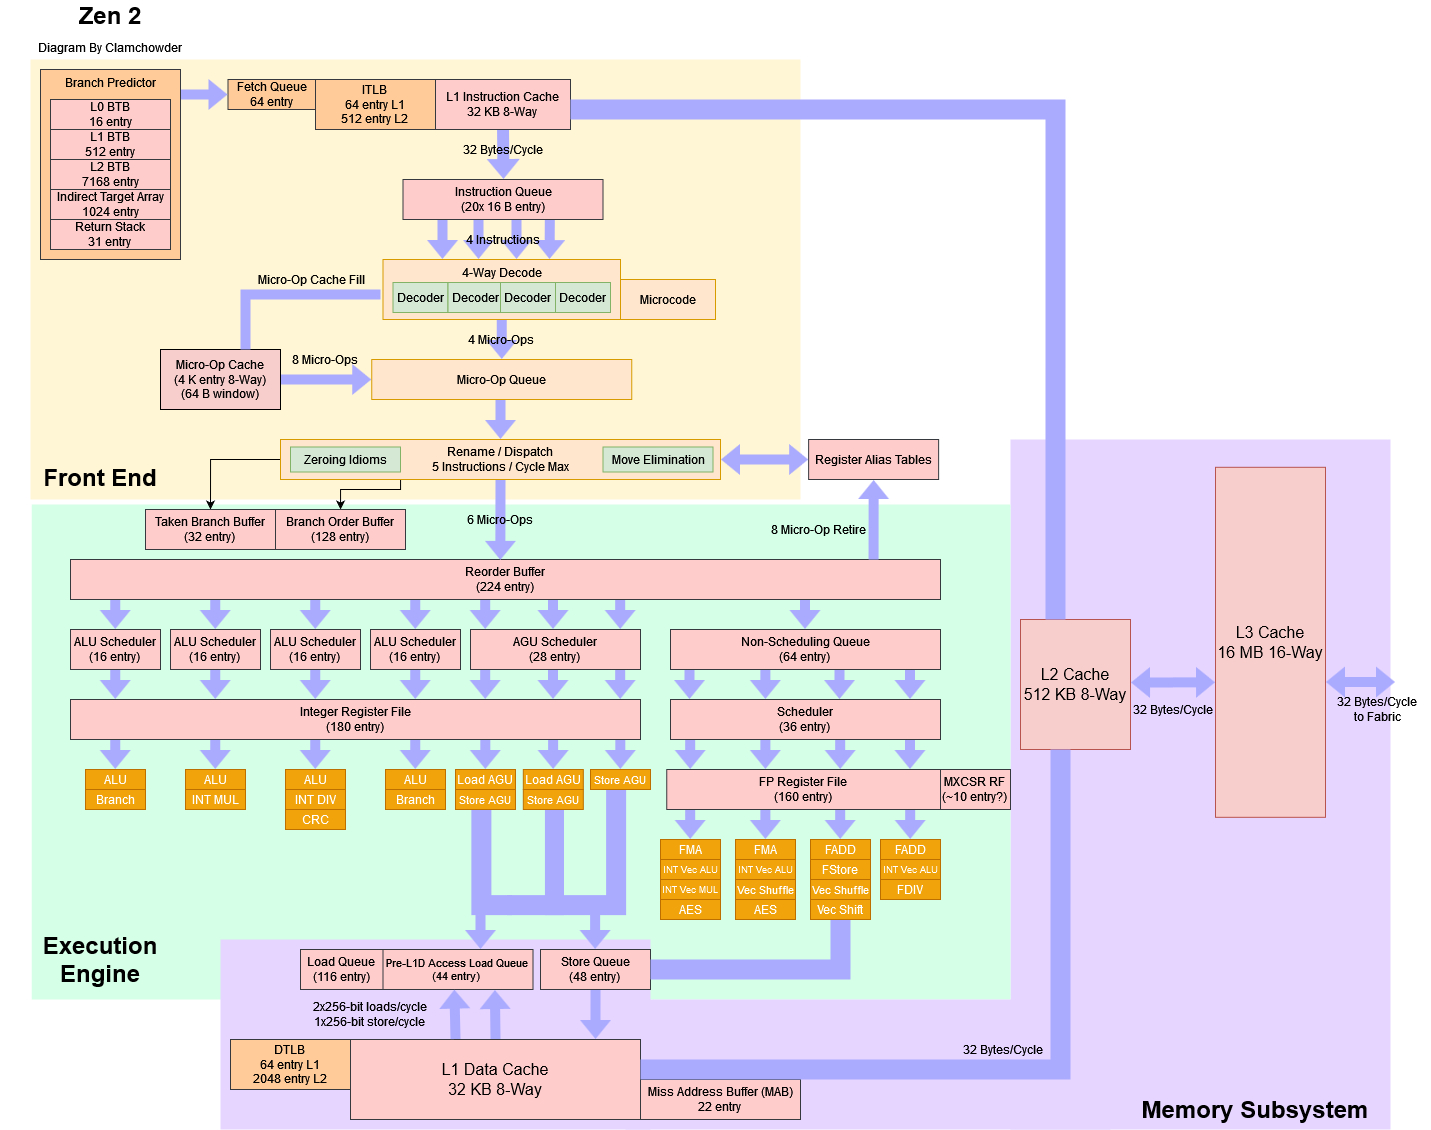 Zen 2
Diagram By Clamchowder
Branch Predictor
L0 BTB
16 entry
L1 BTB
512 entry
L2 BTB
7168 entry
Indirect Target Array
1024 entry
Return Stack
31 entry
Fetch Queue
64 entry
ITLB
64 entry L1
512 entry L2
L1 Instruction Cache
32 KB 8-Way
32 Bytes/Cycle
Instruction Queue
(20x 16 B entry)
4 Instructions
4-Way Decode
Decoder
Decoder
Decoder
Decoder
Microcode
Micro-Op Cache Fill
4 Micro-Ops
Micro-Op Cache
(4 K entry 8-Way)
(64 B window)
8 Micro-Ops
Micro-Op Queue
Zeroing Idioms
Rename / Dispatch
5 Instructions / Cycle Max
Move Elimination
Register Alias Tables
Front End
Taken Branch Buffer
(32 entry)
Branch Order Buffer
(128 entry)
6 Micro-Ops
8 Micro-Op Retire
Reorder Buffer
(224 entry)
ALU Scheduler
(16 entry)
ALU Scheduler
(16 entry)
ALU Scheduler
(16 entry)
ALU Scheduler
(16 entry)
AGU Scheduler
(28 entry)
Non-Scheduling Queue
(64 entry)
Integer Register File
(180 entry)
Scheduler
(36 entry)
ALU
Branch
ALU
INT MUL
ALU
INT DIV
CRC
ALU
Branch
Load AGU
Store AGU
Load AGU
Store AGU
Store AGU
FP Register File
(160 entry)
MXCSR RF
(~10 entry?)
FMA
INT Vec ALU
INT Vec MUL
AES
FMA
INT Vec ALU
Vec Shuffle
AES
FADD
FStore
Vec Shuffle
Vec Shift
FADD
INT Vec ALU
FDIV
Execution
Engine
Load Queue
(116 entry)
Pre-L1D Access Load Queue
(44 entry)
Store Queue
(48 entry)
2x256-bit loads/cycle
1x256-bit store/cycle
DTLB
64 entry L1
2048 entry L2
L1 Data Cache
32 KB 8-Way
Miss Address Buffer (MAB)
22 entry
32 Bytes/Cycle
L2 Cache
512 KB 8-Way
32 Bytes/Cycle
L3 Cache
16 MB 16-Way
32 Bytes/Cycle
to Fabric
Memory Subsystem